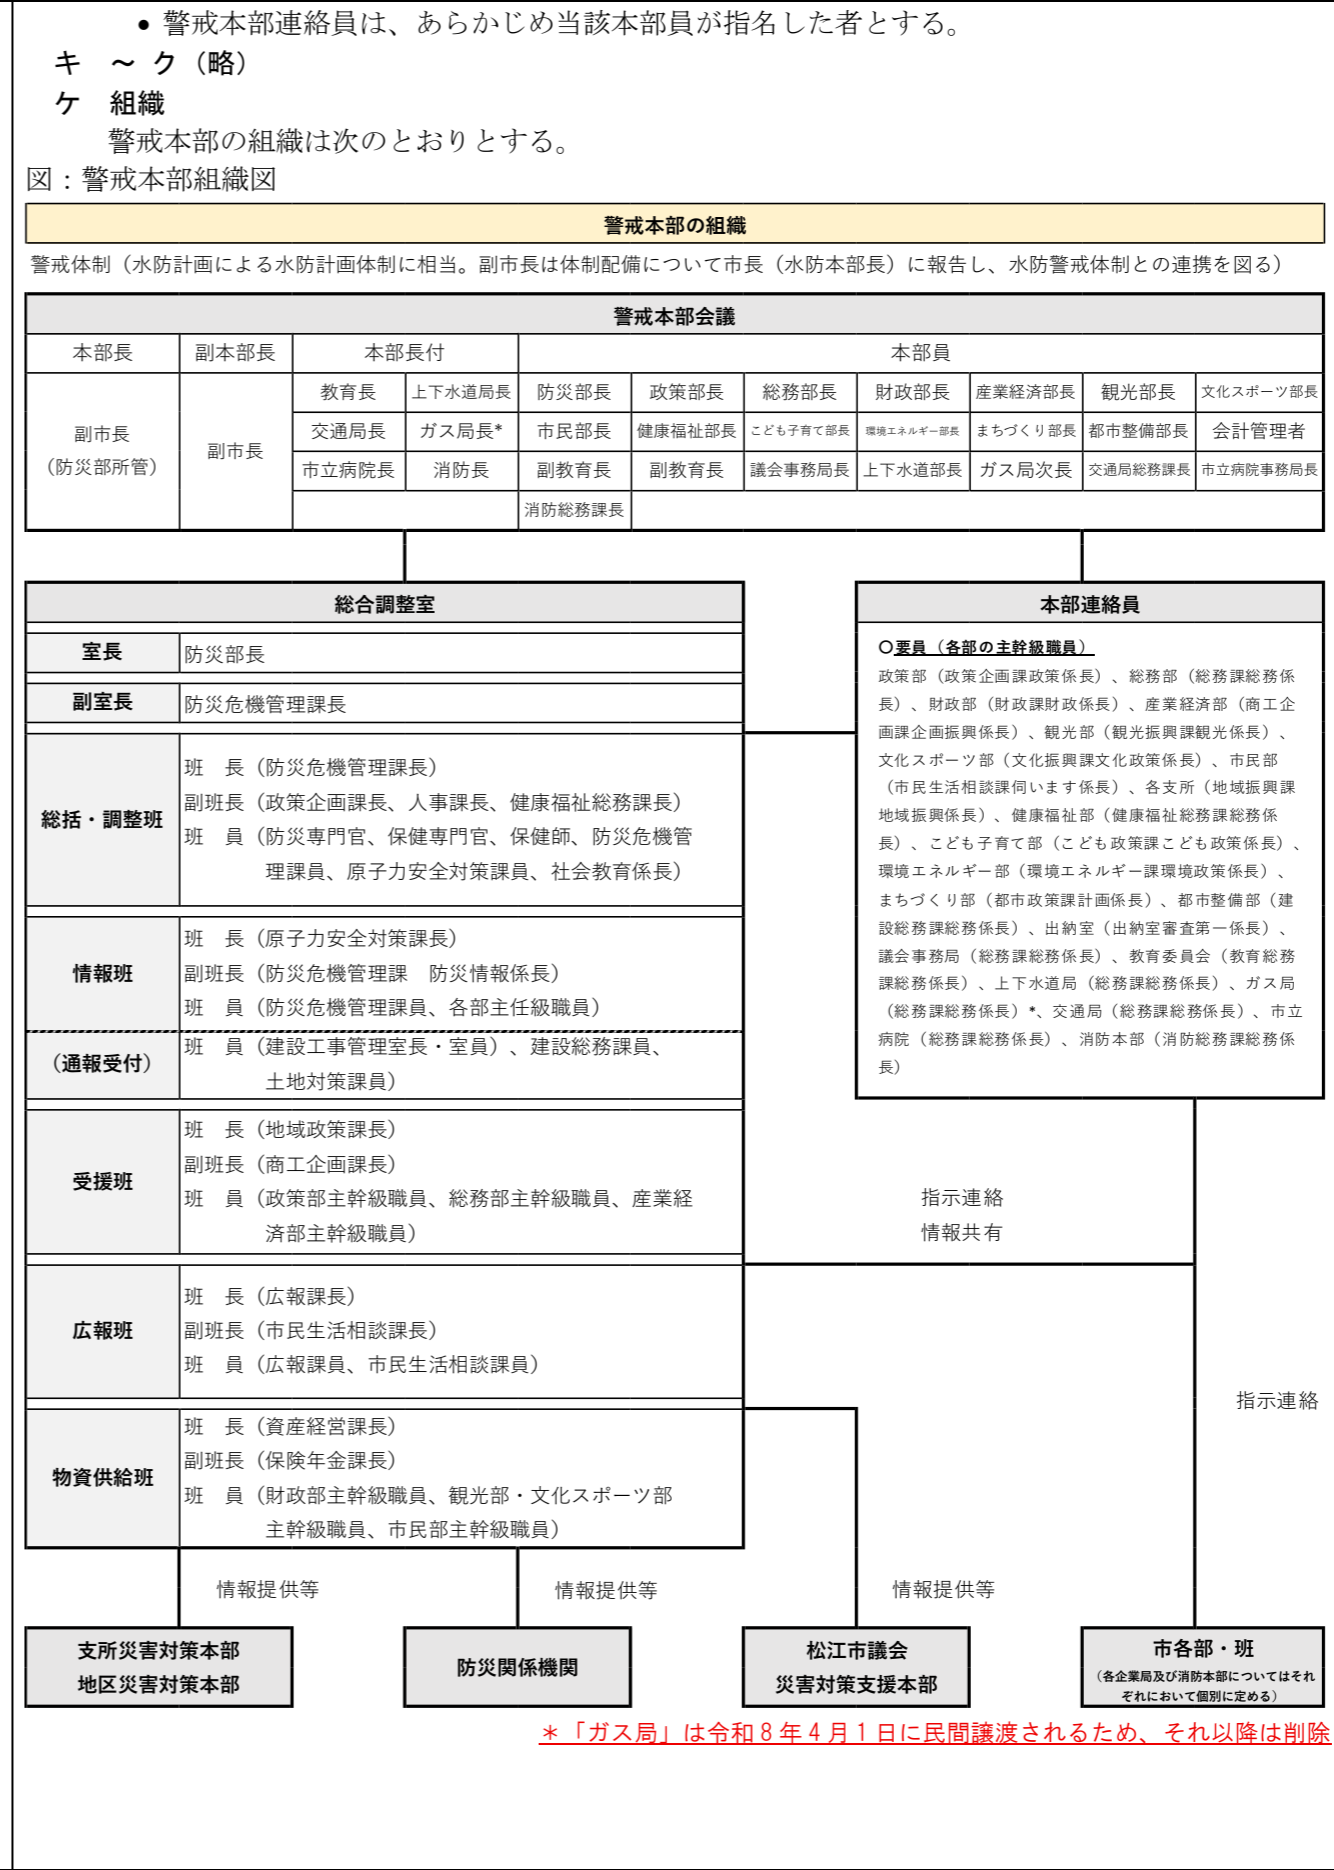 • 警戒本部連絡員は、あらかじめ当該本部員が指名した者とする。
キ ～ ク（略）
ケ 組織
警戒本部の組織は次のとおりとする。
図：警戒本部組織図
警戒本部の組織
警戒体制（水防計画による水防計画体制に相当。副市長は体制配備について市長（水防本部長）に報告し、水防警戒体制との連携を図る）
警戒本部会議
本部長 副本部長 本部長付 本部員
副市長
（防災部所管）
副市長
教育長 上下水道局長 防災部長 政策部長 総務部長 財政部長 産業経済部長 観光部長 文化スポーツ部長
交通局長 ガス局長* 市民部長 健康福祉部長 こども子育て部長 環境エネルギー部長 まちづくり部長 都市整備部長 会計管理者
市立病院長 消防長 副教育長 副教育長 議会事務局長 上下水道部長 ガス局次長 交通局総務課長 市立病院事務局長
消防総務課長
総合調整室
室長 防災部長
副室長 防災危機管理課長
総括・調整班
班　長（防災危機管理課長）
副班長（政策企画課長、人事課長、健康福祉総務課長）
班　員（防災専門官、保健専門官、保健師、防災危機管
理課員、原子力安全対策課員、社会教育係長）
情報班
班　長（原子力安全対策課長）
副班長（防災危機管理課　防災情報係長）
班　員（防災危機管理課員、各部主任級職員）
（通報受付）
班　員（建設工事管理室長・室員）、建設総務課員、
土地対策課員）
受援班
班　長（地域政策課長）
副班長（商工企画課長）
班　員（政策部主幹級職員、総務部主幹級職員、産業経
済部主幹級職員）
広報班
班　長（広報課長）
副班長（市民生活相談課長）
班　員（広報課員、市民生活相談課員）
物資供給班
班　長（資産経営課長）
副班長（保険年金課長）
班　員（財政部主幹級職員、観光部・文化スポーツ部
主幹級職員、市民部主幹級職員）
本部連絡員
○要員（各部の主幹級職員）
政策部（政策企画課政策係長）、総務部（総務課総務係
長）、財政部（財政課財政係長）、産業経済部（商工企
画課企画振興係長）、観光部（観光振興課観光係長）、
文化スポーツ部（文化振興課文化政策係長）、市民部
（市民生活相談課伺います係長）、各支所（地域振興課
地域振興係長）、健康福祉部（健康福祉総務課総務係
長）、こども子育て部（こども政策課こども政策係長）、
環境エネルギー部（環境エネルギー課環境政策係長）、
まちづくり部（都市政策課計画係長）、都市整備部（建
設総務課総務係長）、出納室（出納室審査第一係長）、
議会事務局（総務課総務係長）、教育委員会（教育総務
課総務係長）、上下水道局（総務課総務係長）、ガス局
（総務課総務係長）*、交通局（総務課総務係長）、市立
病院（総務課総務係長）、消防本部（消防総務課総務係
長）
指示連絡
情報共有
指示連絡
情報提供等 情報提供等 情報提供等
支所災害対策本部
地区災害対策本部
防災関係機関
松江市議会
災害対策支援本部
市各部・班
（各企業局及び消防本部についてはそれ
ぞれにおいて個別に定める）
＊「ガス局」は令和８年４月１日に民間譲渡されるため、それ以降は削除